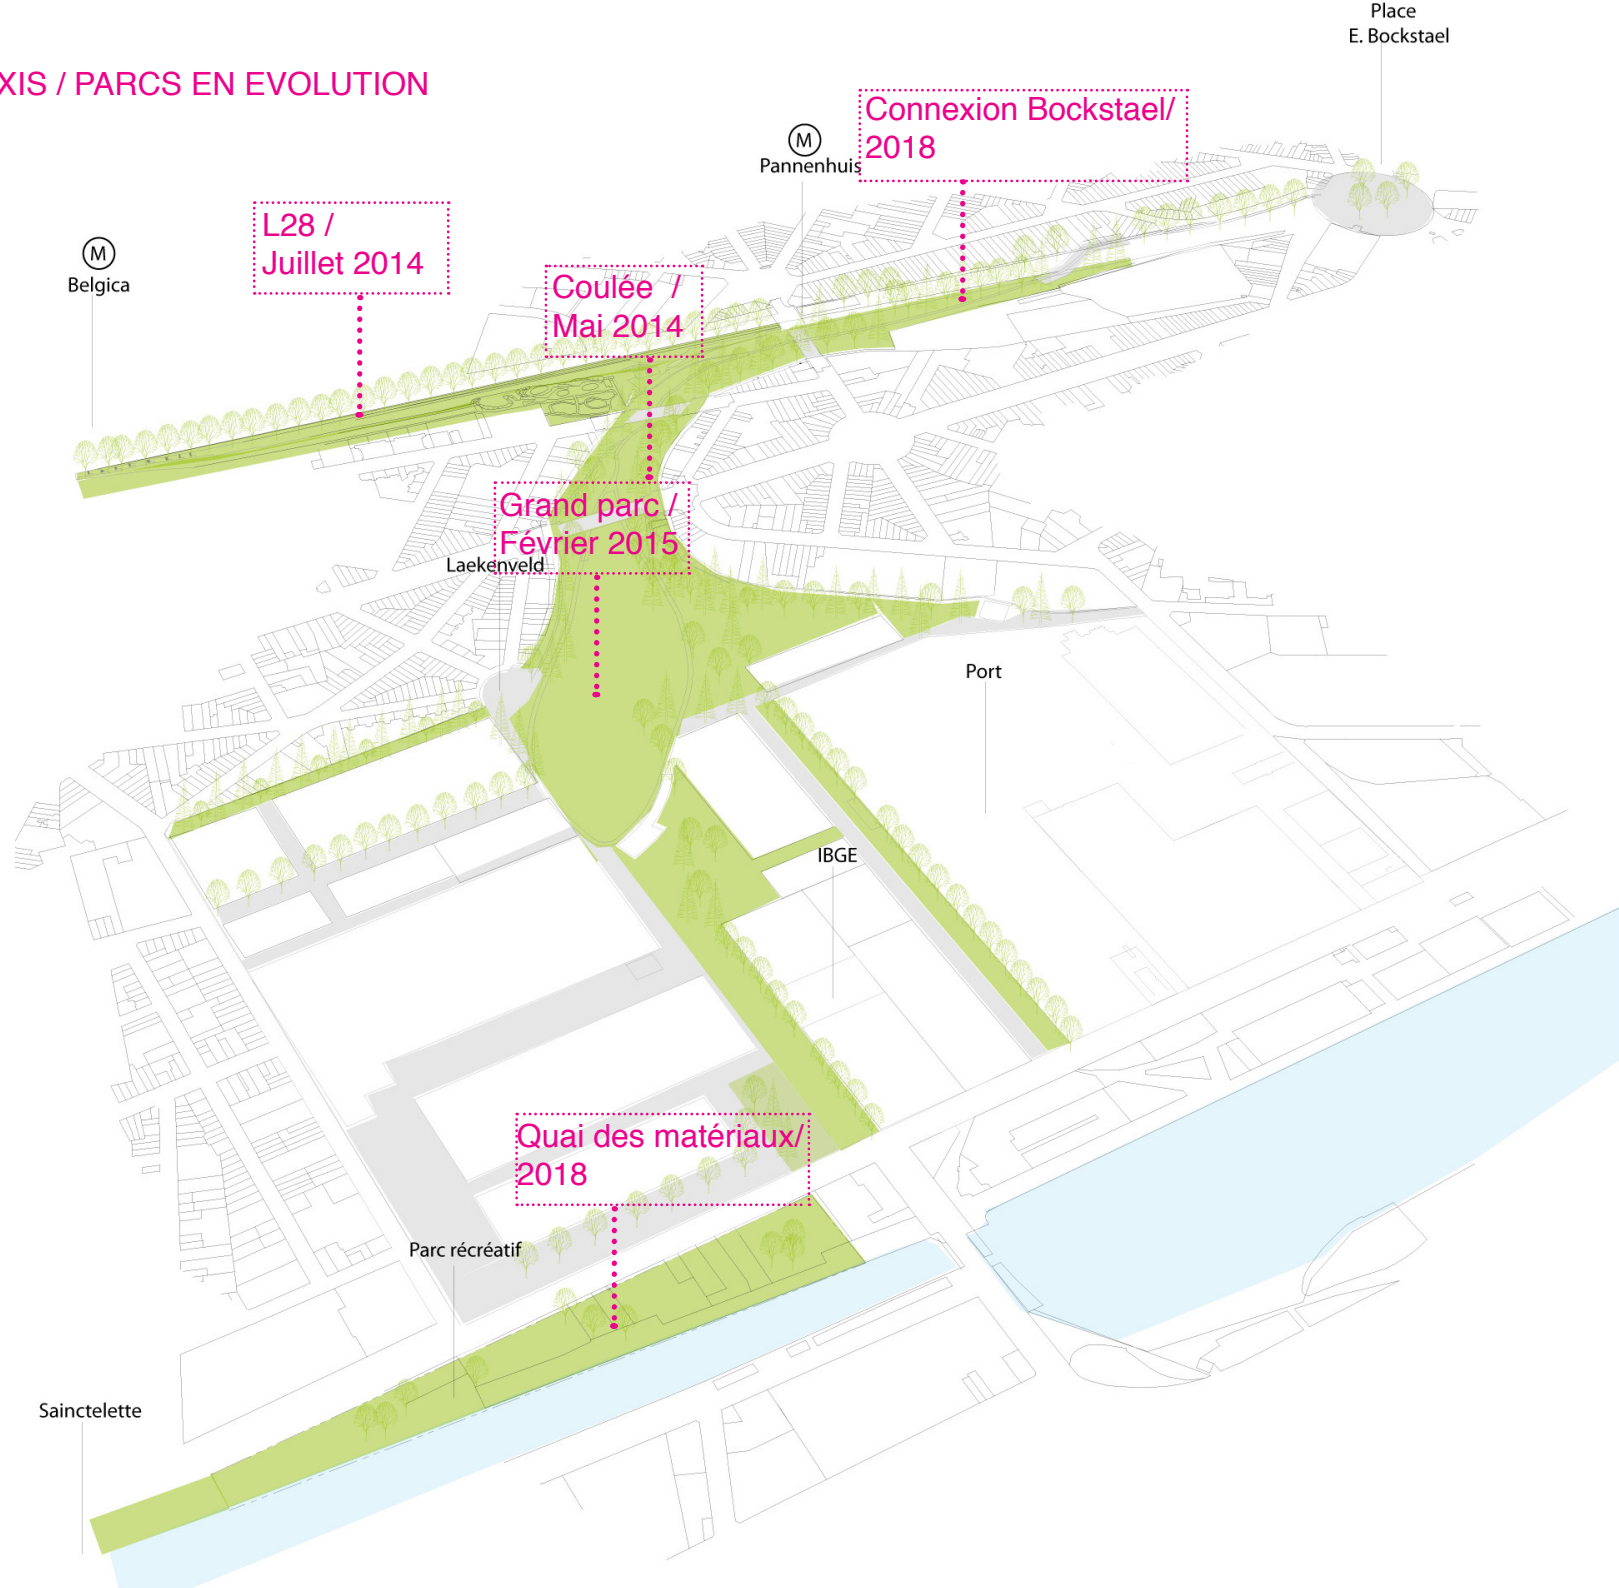 Place
E. Bockstael
XIS / PARCS EN EVOLUTION
Connexion Bockstael/
2018
M
Pannenhuis
L28 /
Juillet 2014
M
Belgica
Coulée /
Mai 2014
Grand parc /
Février 2015
Laekenveld
Port
IBGE
Quai des matériaux/
2018
Parc récréatif
Sainctelette